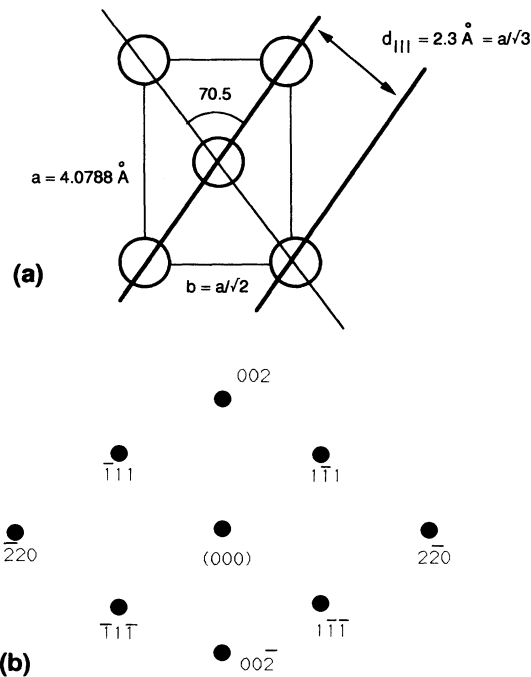 (a)
d₁₁₁ = 2.3 Å = a/√3
70.5
a = 4.0788 Å
b = a/√2
002
1̅11
11̅1
2̅20
(000)
22̅0
1̅11̅
11̅1̅
(b)
002̅